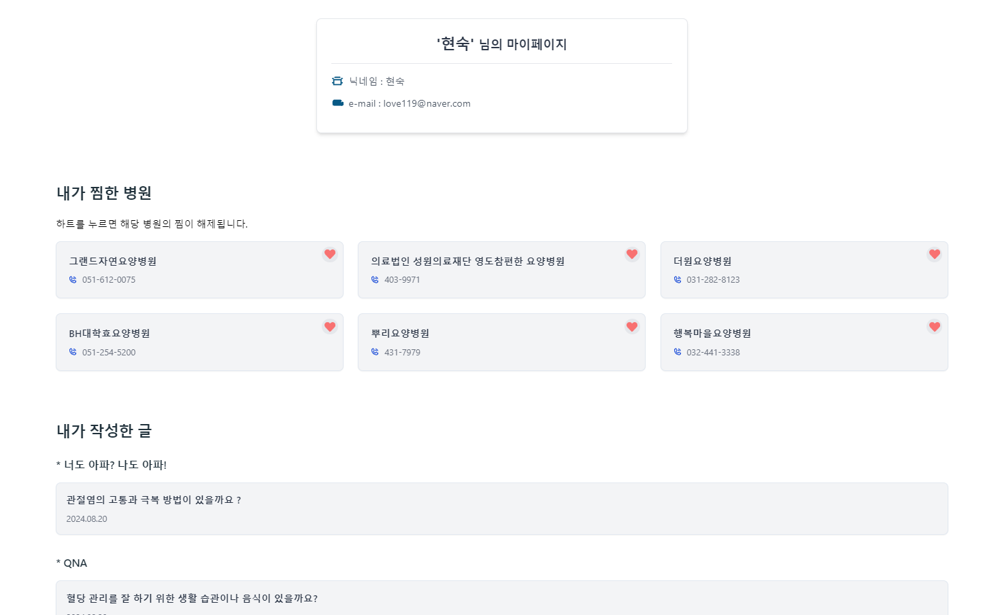 '현숙' 님의 마이페이지
닉네임 : 현숙
e-mail : love119@naver.com
내가 찜한 병원
하트를 누르면 해당 병원의 찜이 해제됩니다.
그랜드자연요양병원
051-612-0075
의료법인 성원의료재단 영도참편한 요양병원
403-9971
더원요양병원
031-282-8123
BH대학효요양병원
051-254-5200
뿌리요양병원
431-7979
행복마을요양병원
032-441-3338
내가 작성한 글
* 너도 아파? 나도 아파!
관절염의 고통과 극복 방법이 있을까요 ?
2024.08.20
* QNA
혈당 관리를 잘 하기 위한 생활 습관이나 음식이 있을까요?